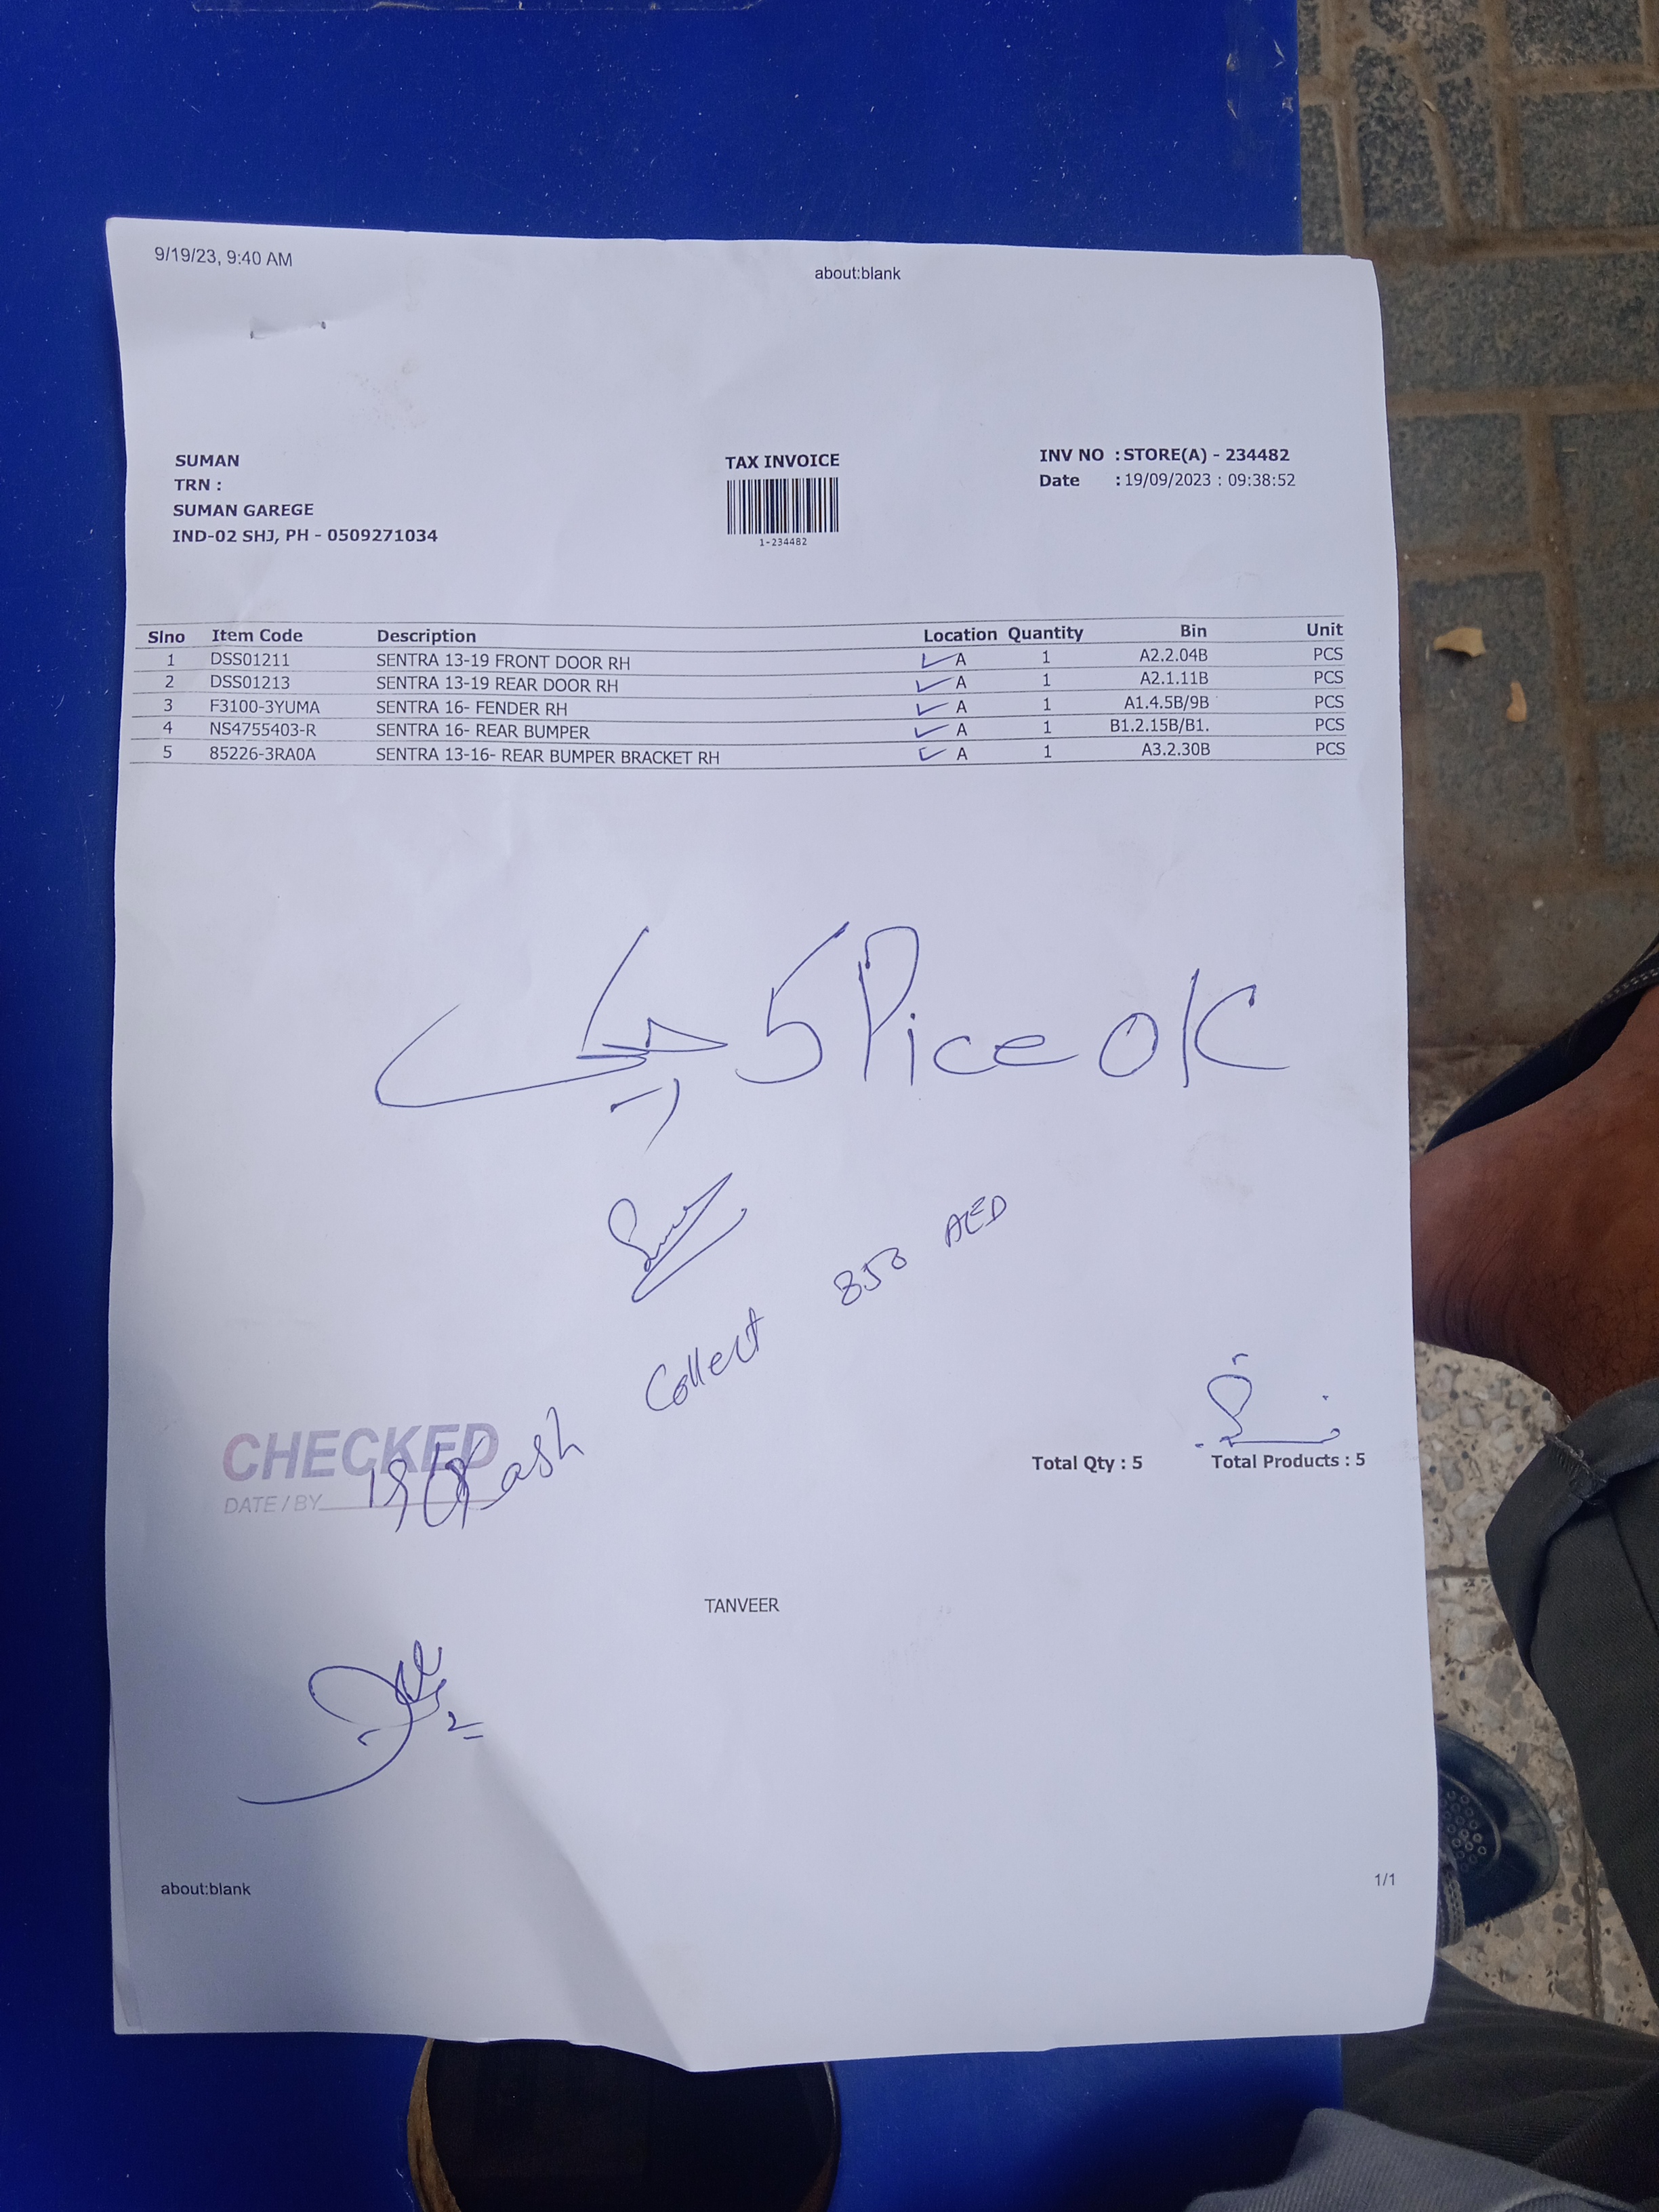 9/19/23, 9:40 AM
about:blank
SUMAN
TRN :
SUMAN GAREGE
IND-02 SHJ, PH - 0509271034
TAX INVOICE
1-234482
INV NO : STORE(A) - 234482
Date : 19/09/2023 : 09:38:52
Slno Item Code Description Location Quantity Bin Unit
1 DSS01211 SENTRA 13-19 FRONT DOOR RH A 1 A2.2.04B PCS
2 DSS01213 SENTRA 13-19 REAR DOOR RH A 1 A2.1.11B PCS
3 F3100-3YUMA SENTRA 16- FENDER RH A 1 A1.4.5B/9B PCS
4 NS4755403-R SENTRA 16- REAR BUMPER A 1 B1.2.15B/B1. PCS
5 85226-3RA0A SENTRA 13-16- REAR BUMPER BRACKET RH A 1 A3.2.30B PCS
5 Pice OK
Cash Collect 850 AED
CHECKED
DATE / BY
Total Qty : 5 Total Products : 5
TANVEER
about:blank
1/1